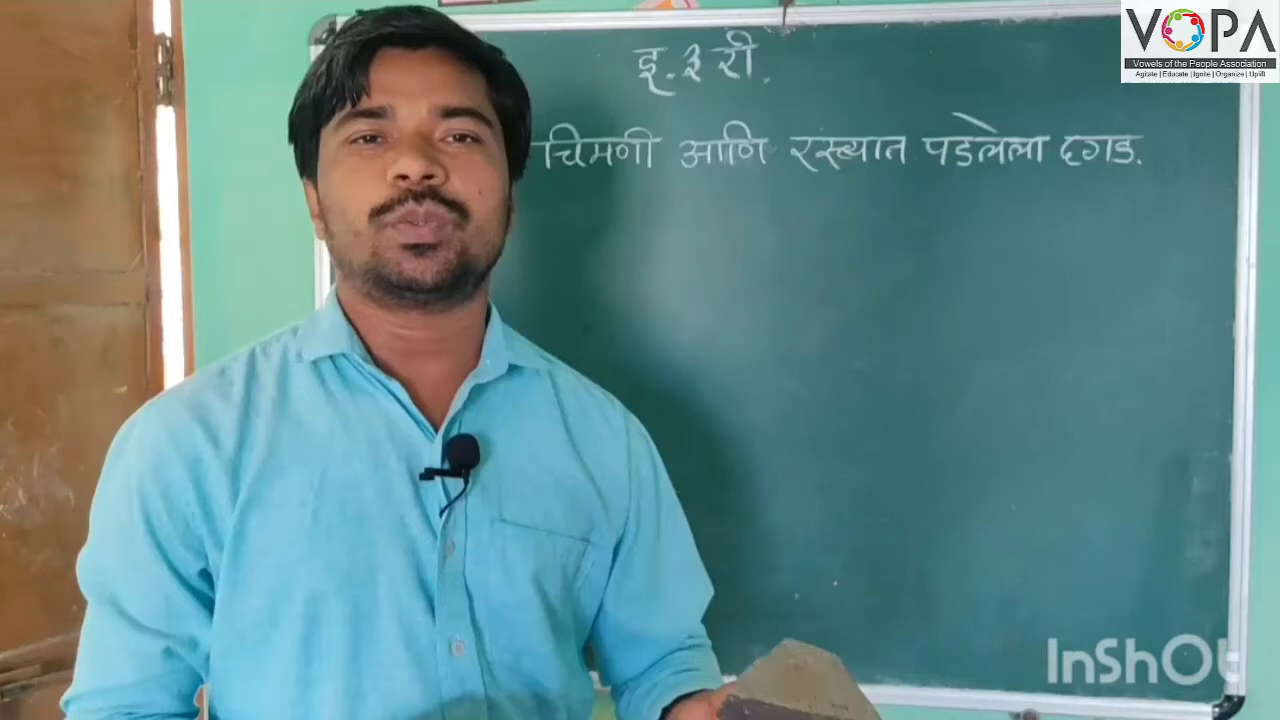 VOPA
Vowels of the People Association
Agitate | Educate | Ignite | Organize | Uplift
इ. ३ री.
चिमणी आणि रस्त्यात पडलेला दगड.
InShOt